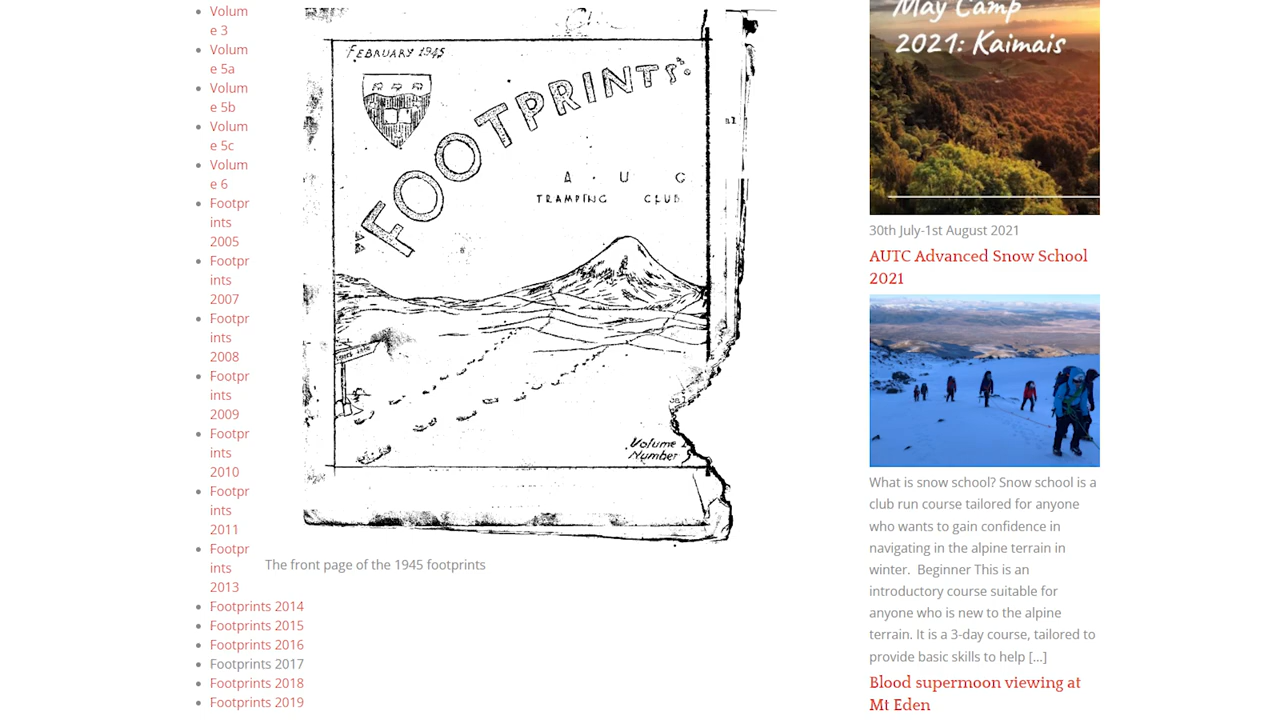 Volum
e 3
Volum
e 5a
Volum
e 5b
Volum
e 5c
Volum
e 6
Footpr
ints
2005
Footpr
ints
2007
Footpr
ints
2008
Footpr
ints
2009
Footpr
ints
2010
Footpr
ints
2011
Footpr
ints
2013
Footprints 2014
Footprints 2015
Footprints 2016
Footprints 2017
Footprints 2018
Footprints 2019
FEBRUARY 1945
FOOTPRINTS
A . U C
TRAMPING CLUB
Volume
Number
The front page of the 1945 footprints
May Camp
2021: Kaimais
30th July-1st August 2021
AUTC Advanced Snow School
2021
What is snow school? Snow school is a
club run course tailored for anyone
who wants to gain confidence in
navigating in the alpine terrain in
winter.  Beginner This is an
introductory course suitable for
anyone who is new to the alpine
terrain. It is a 3-day course, tailored to
provide basic skills to help [...]
Blood supermoon viewing at
Mt Eden